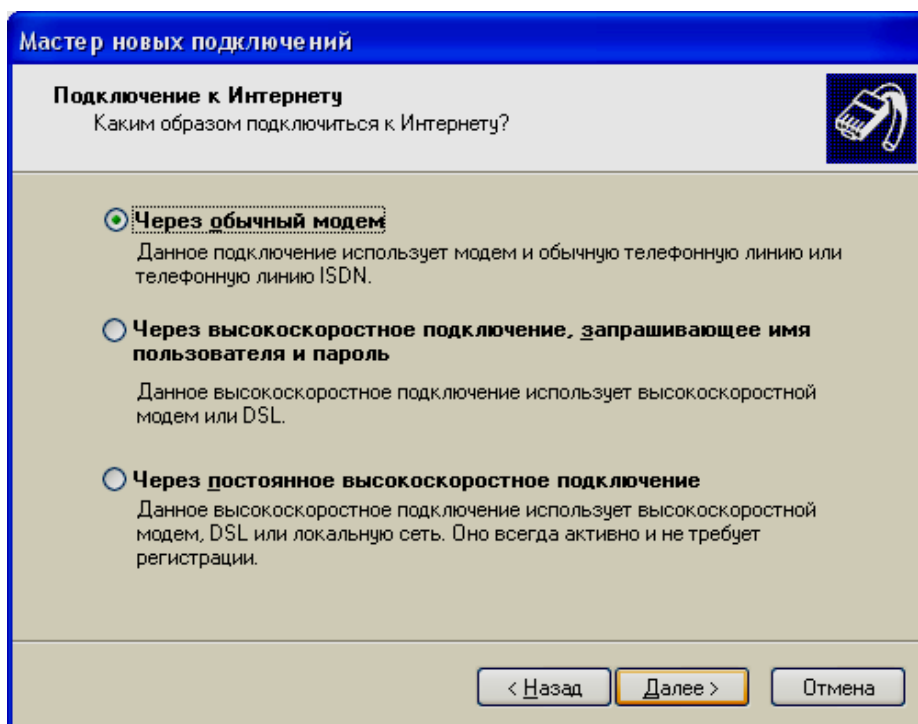 Мастер новых подключений
Подключение к Интернету
Каким образом подключиться к Интернету?
Через обычный модем
Данное подключение использует модем и обычную телефонную линию или
телефонную линию ISDN.
Через высокоскоростное подключение, запрашивающее имя
пользователя и пароль
Данное высокоскоростное подключение использует высокоскоростной
модем или DSL.
Через постоянное высокоскоростное подключение
Данное высокоскоростное подключение использует высокоскоростной
модем, DSL или локальную сеть. Оно всегда активно и не требует
регистрации.
< Назад Далее > Отмена